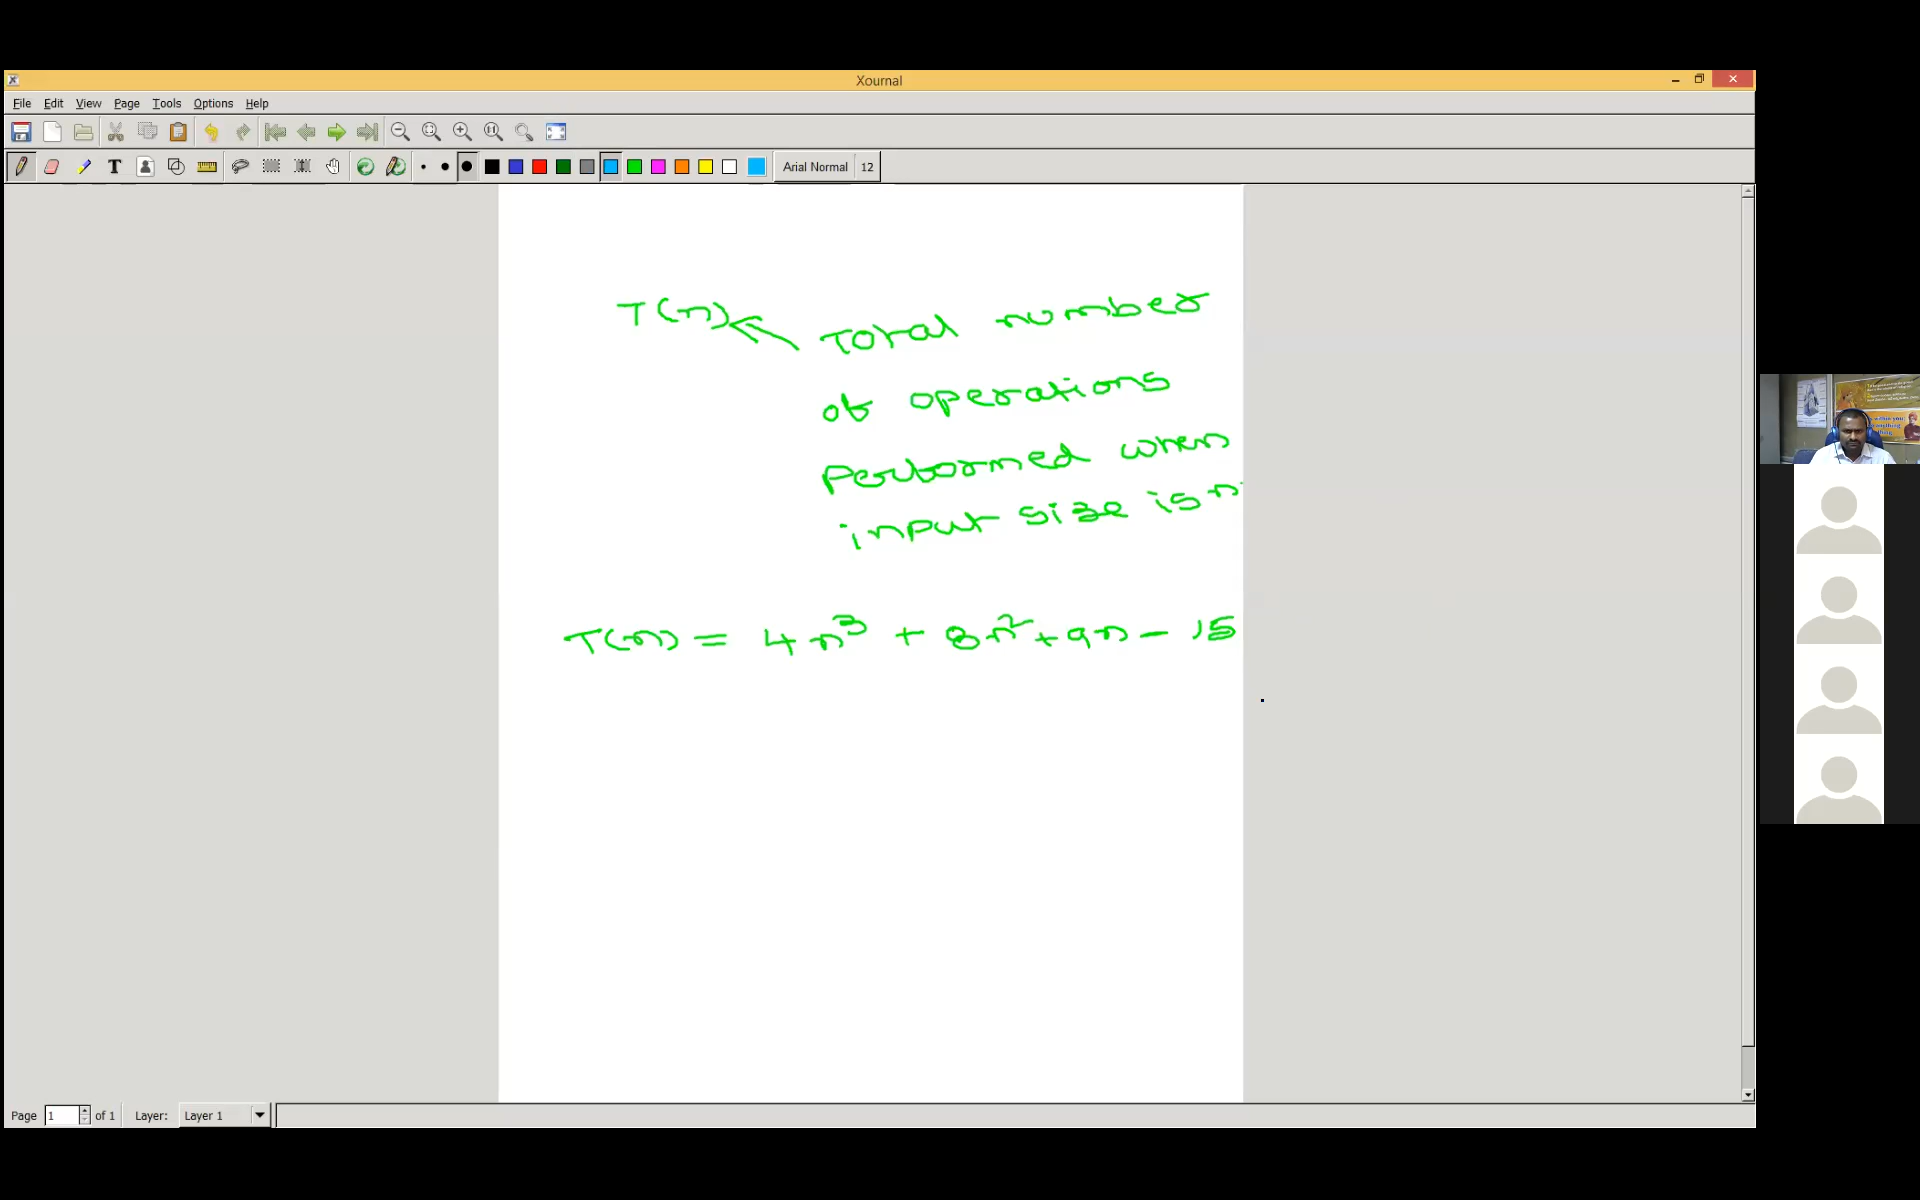 Xournal
File Edit View Page Tools Options Help
T Arial Normal 12
T(n) Total number
of operations
Performed when
input size is n
T(n) = 4n³ + 8n² + 9n - 15
Page 1 of 1 Layer: Layer 1